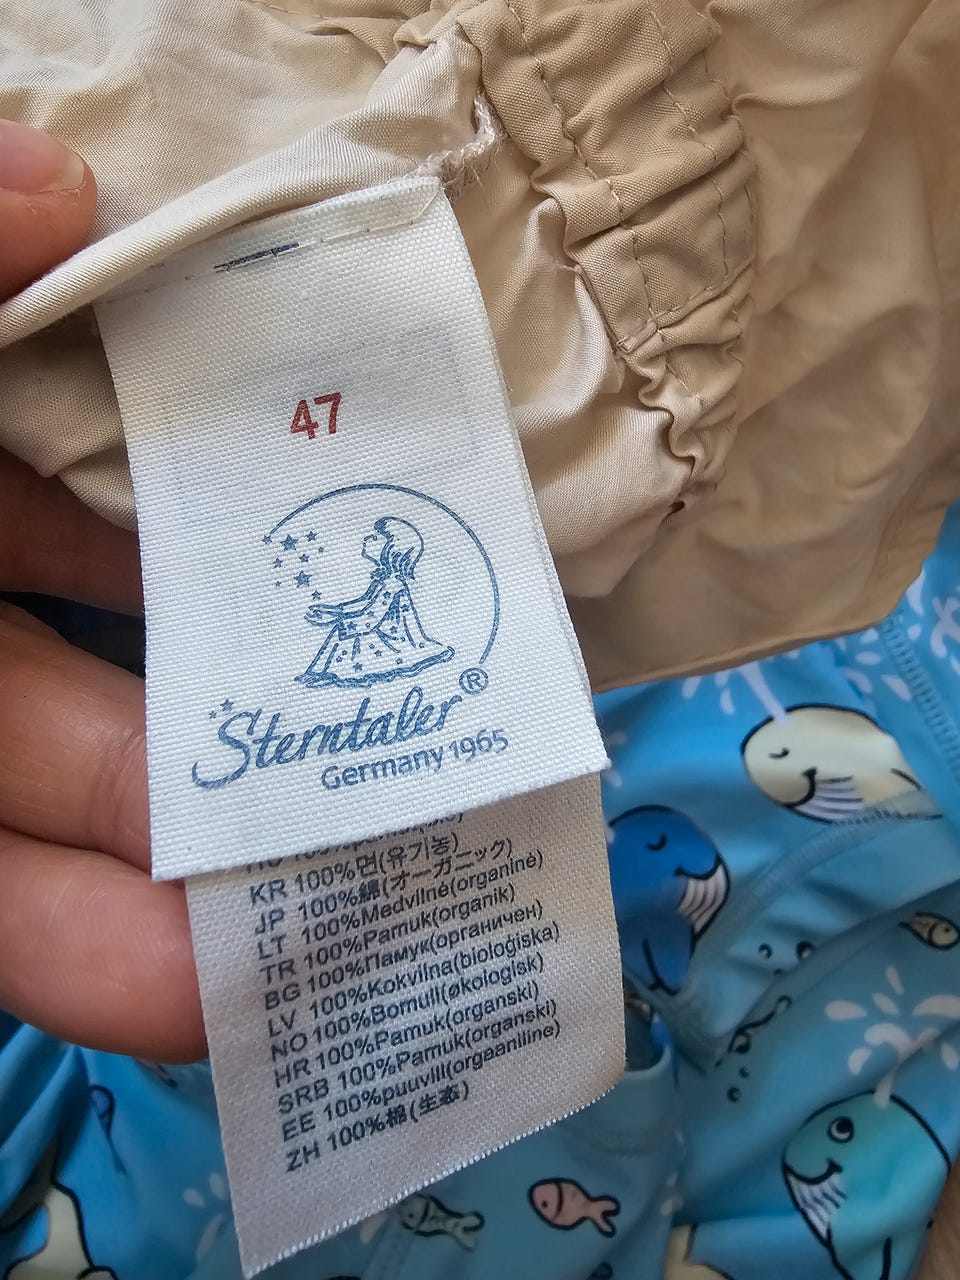 47
Sterntaler®
Germany 1965
KR 100%면(유기농)
JP 100%綿(オーガニック)
LT 100%Medvilnė(organinė)
TR 100%Pamuk(organik)
BG 100%Памук(органичен)
LV 100%Kokvilna(bioloģiska)
NO 100%Bomull(økologisk)
HR 100%Pamuk(organski)
SRB 100%Pamuk(organski)
EE 100%puuvill(orgaaniline)
ZH 100%棉(生态)